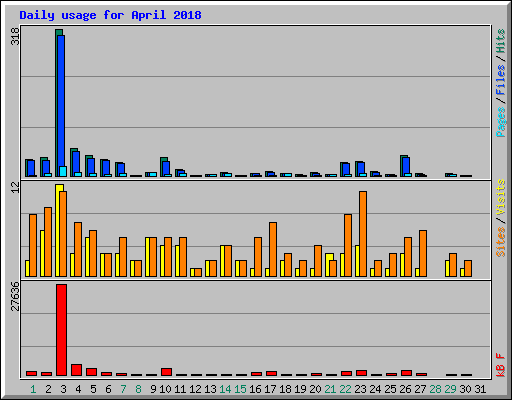 Daily usage for April 2018
318
Pages / Files / Hits
12
Sites / Visits
27636
kB F
1 2 3 4 5 6 7 8 9 10 11 12 13 14 15 16 17 18 19 20 21 22 23 24 25 26 27 28 29 30 31